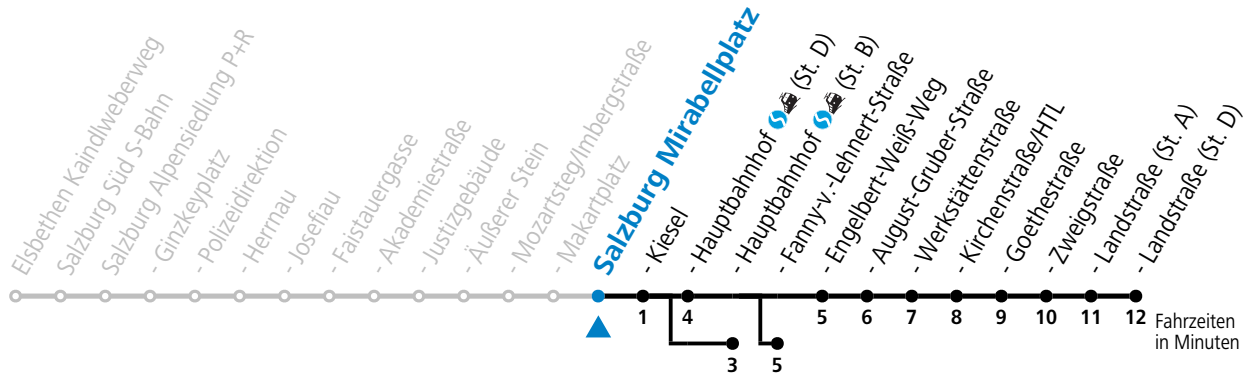 Elsbethen Kaindlweberweg
Salzburg Süd S-Bahn
Salzburg Alpensiedlung P+R
- Ginzkeyplatz
- Polizeidirektion
- Herrnau
- Josefiau
- Faistauergasse
- Akademiestraße
- Justizgebäude
- Äußerer Stein
- Mozartsteg/Imbergstraße
- Makartplatz
Salzburg Mirabellplatz
- Kiesel
- Hauptbahnhof S (St. D)
- Hauptbahnhof S (St. B)
- Fanny-v.-Lehnert-Straße
- Engelbert-Weiß-Weg
- August-Gruber-Straße
- Werkstättenstraße
- Kirchenstraße/HTL
- Goethestraße
- Zweigstraße
- Landstraße (St. A)
- Landstraße (St. D)
1 4 5 6 7 8 9 10 11 12
3 5
Fahrzeiten
in Minuten